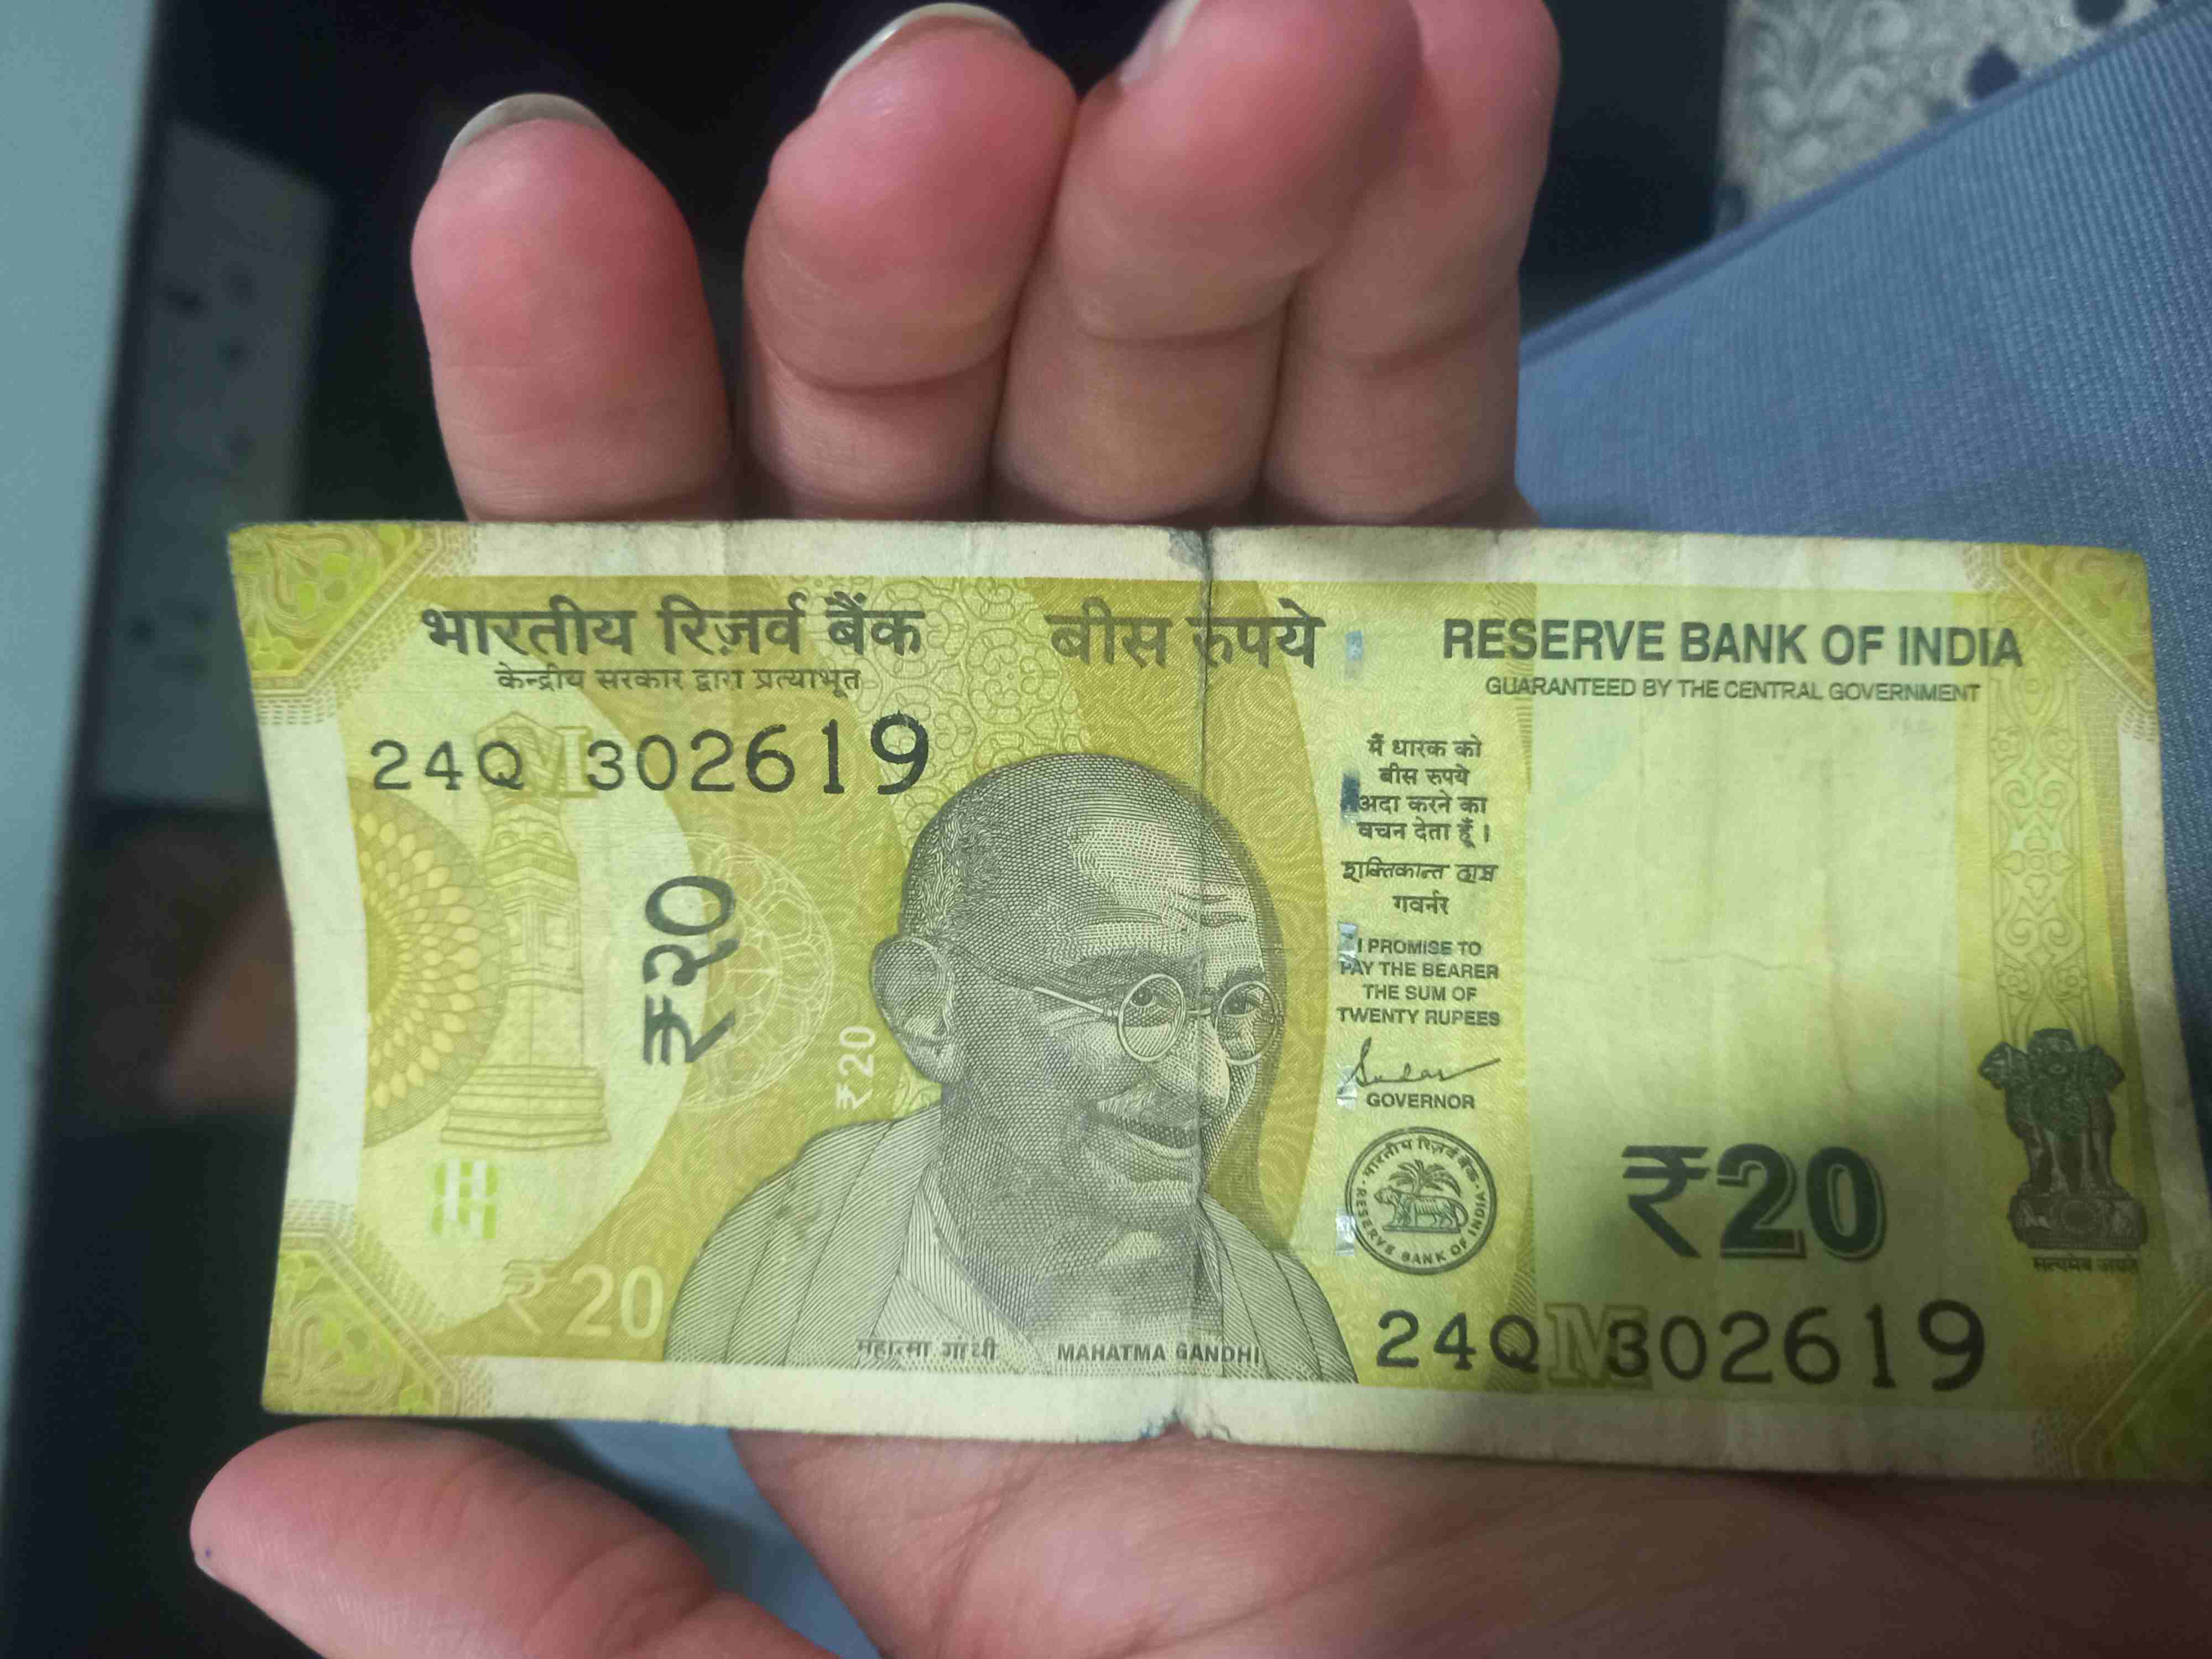 भारतीय रिज़र्व बैंक
केन्द्रीय सरकार द्वारा प्रत्याभूत
बीस रुपये
RESERVE BANK OF INDIA
GUARANTEED BY THE CENTRAL GOVERNMENT
24Q 302619
M
₹२०
₹20
मैं धारक को
बीस रुपये
अदा करने का
वचन देता हूँ।
शक्तिकान्त दास
गवर्नर
I PROMISE TO
PAY THE BEARER
THE SUM OF
TWENTY RUPEES
GOVERNOR
भारतीय रिज़र्व बैंक
RESERVE BANK OF INDIA
₹20
सत्यमेव जयते
₹20
महात्मा गांधी
MAHATMA GANDHI
24Q 302619
M